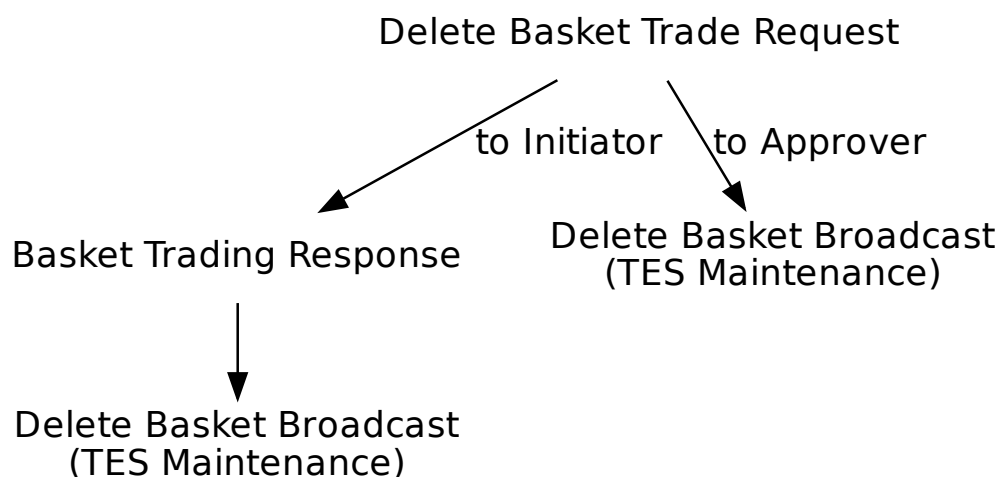 Delete Basket Trade Request
to Initiator
to Approver
Basket Trading Response
Delete Basket Broadcast
(TES Maintenance)
Delete Basket Broadcast
(TES Maintenance)